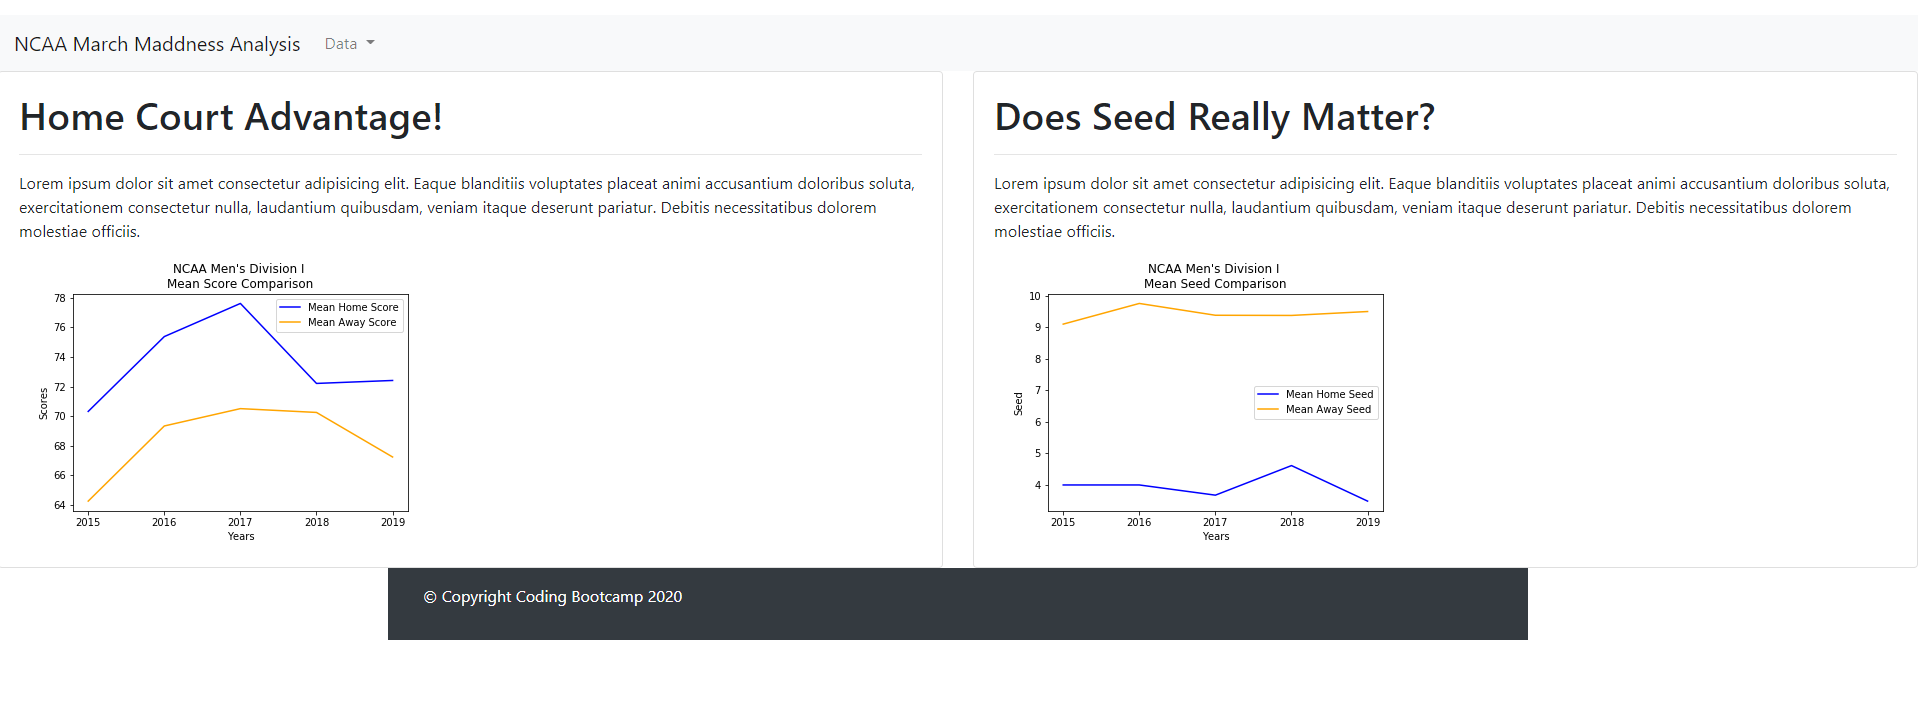 NCAA March Maddness Analysis Data
Home Court Advantage!
Lorem ipsum dolor sit amet consectetur adipisicing elit. Eaque blanditiis voluptates placeat animi accusantium doloribus soluta,
exercitationem consectetur nulla, laudantium quibusdam, veniam itaque deserunt pariatur. Debitis necessitatibus dolorem
molestiae officiis.
NCAA Men's Division I
Mean Score Comparison
Mean Home Score
Mean Away Score
78
76
74
72
70
68
66
64
Scores
2015 2016 2017 2018 2019
Years
Does Seed Really Matter?
Lorem ipsum dolor sit amet consectetur adipisicing elit. Eaque blanditiis voluptates placeat animi accusantium doloribus soluta,
exercitationem consectetur nulla, laudantium quibusdam, veniam itaque deserunt pariatur. Debitis necessitatibus dolorem
molestiae officiis.
NCAA Men's Division I
Mean Seed Comparison
10
9
8
7
6
5
4
Seed
Mean Home Seed
Mean Away Seed
2015 2016 2017 2018 2019
Years
© Copyright Coding Bootcamp 2020